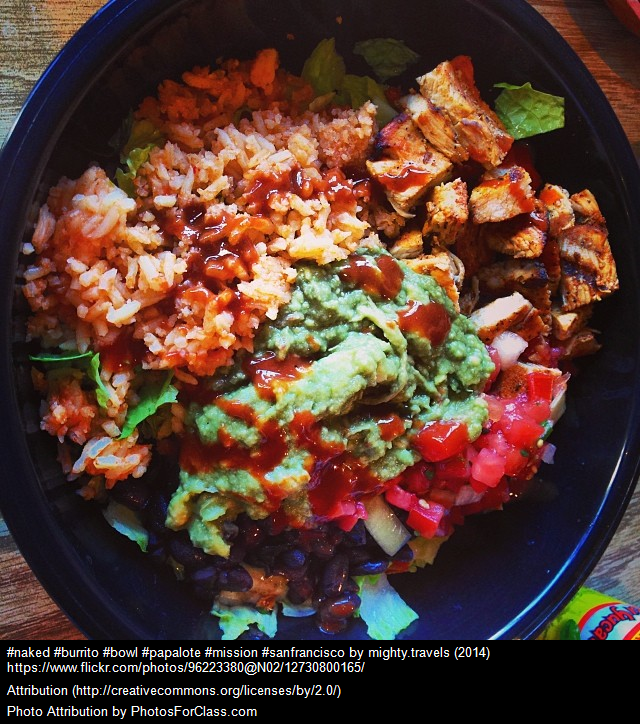 #naked #burrito #bowl #papalote #mission #sanfrancisco by mighty.travels (2014)
https://www.flickr.com/photos/96223380@N02/12730800165/
Attribution (http://creativecommons.org/licenses/by/2.0/)
Photo Attribution by PhotosForClass.com